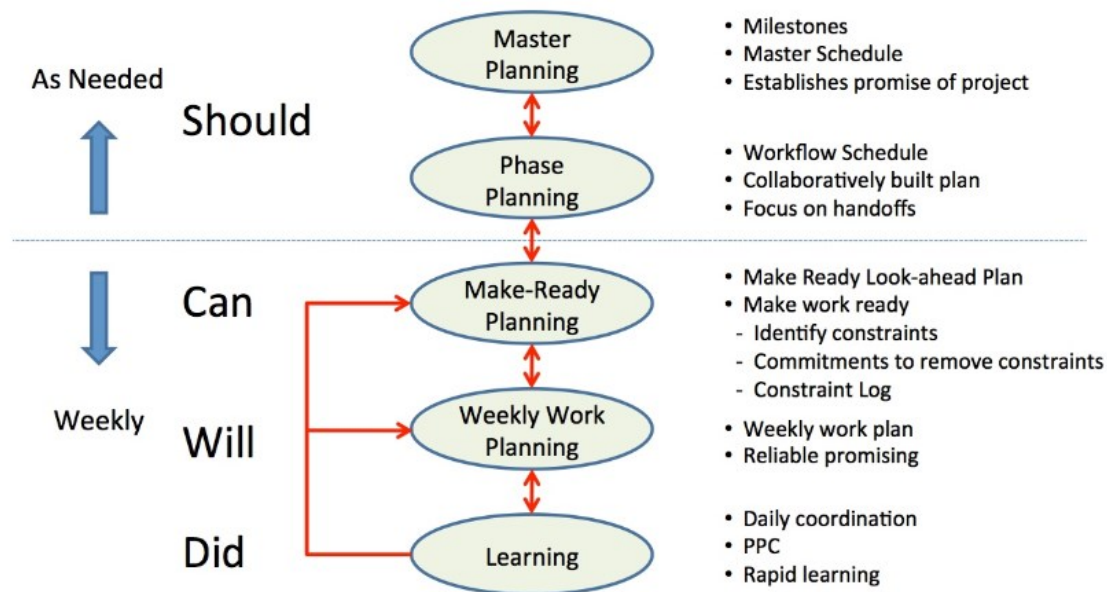 Master
Planning
• Milestones
• Master Schedule
• Establishes promise of project
As Needed
Should
Phase
Planning
• Workflow Schedule
• Collaboratively built plan
• Focus on handoffs
Can
Make-Ready
Planning
• Make Ready Look-ahead Plan
• Make work ready
- Identify constraints
- Commitments to remove constraints
- Constraint Log
Weekly
Will
Weekly Work
Planning
• Weekly work plan
• Reliable promising
Did
Learning
• Daily coordination
• PPC
• Rapid learning